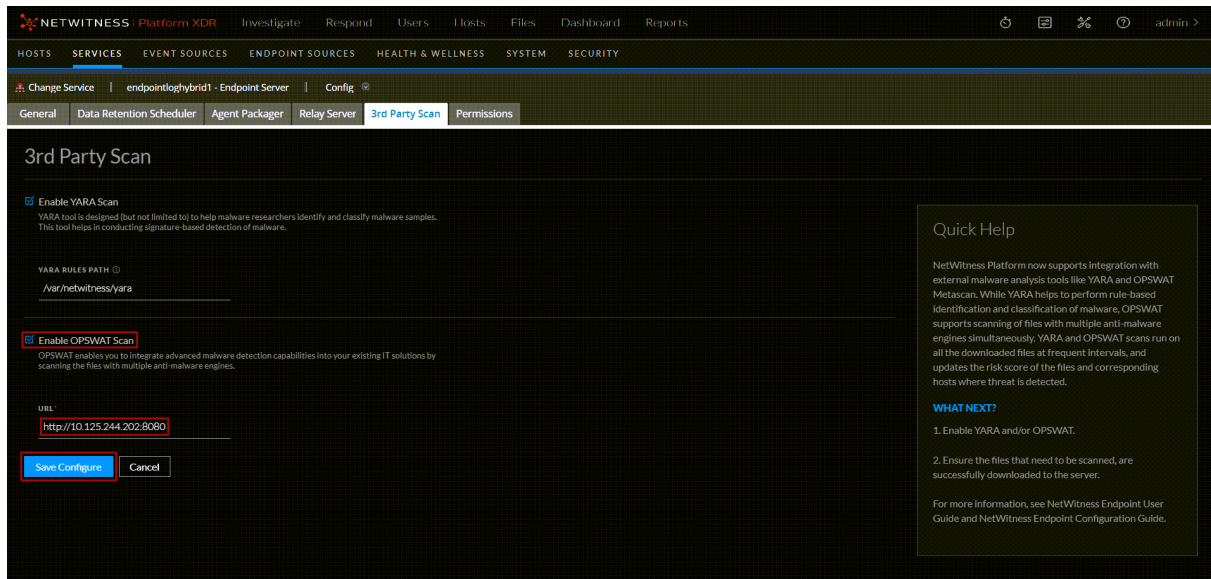 NETWITNESS Platform XDR Investigate Respond Users Hosts Files Dashboard Reports admin >
HOSTS SERVICES EVENT SOURCES ENDPOINT SOURCES HEALTH & WELLNESS SYSTEM SECURITY
Change Service | endpointloghybrid1 - Endpoint Server | Config
General Data Retention Scheduler Agent Packager Relay Server 3rd Party Scan Permissions
3rd Party Scan
Enable YARA Scan
YARA tool is designed (but not limited to) to help malware researchers identify and classify malware samples.
This tool helps in conducting signature-based detection of malware.
YARA RULES PATH
/var/netwitness/yara
Enable OPSWAT Scan
OPSWAT enables you to integrate advanced malware detection capabilities into your existing IT solutions by
scanning the files with multiple anti-malware engines.
URL*
http://10.125.244.202:8080
Save Configure Cancel
Quick Help
NetWitness Platform now supports integration with
external malware analysis tools like YARA and OPSWAT
Metascan. While YARA helps to perform rule-based
identification and classification of malware, OPSWAT
supports scanning of files with multiple anti-malware
engines simultaneously. YARA and OPSWAT scans run on
all the downloaded files at frequent intervals, and
updates the risk score of the files and corresponding
hosts where threat is detected.
WHAT NEXT?
1. Enable YARA and/or OPSWAT.
2. Ensure the files that need to be scanned, are
successfully downloaded to the server.
For more information, see NetWitness Endpoint User
Guide and NetWitness Endpoint Configuration Guide.